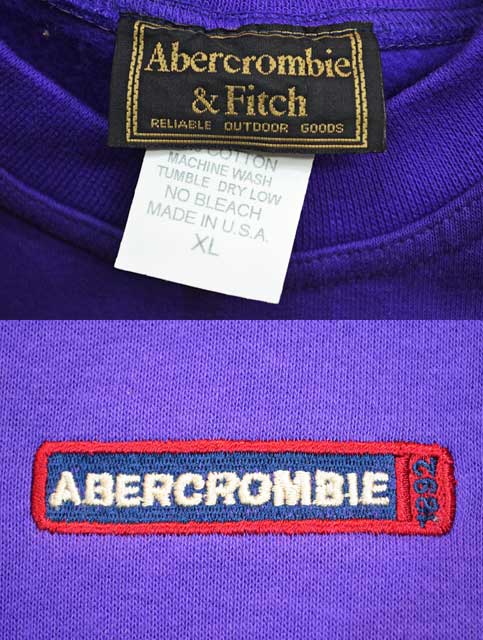 Abercrombie
& Fitch
RELIABLE OUTDOOR GOODS
COTTON
MACHINE WASH
TUMBLE DRY LOW
NO BLEACH
MADE IN U.S.A.
XL
ABERCROMBIE
1892